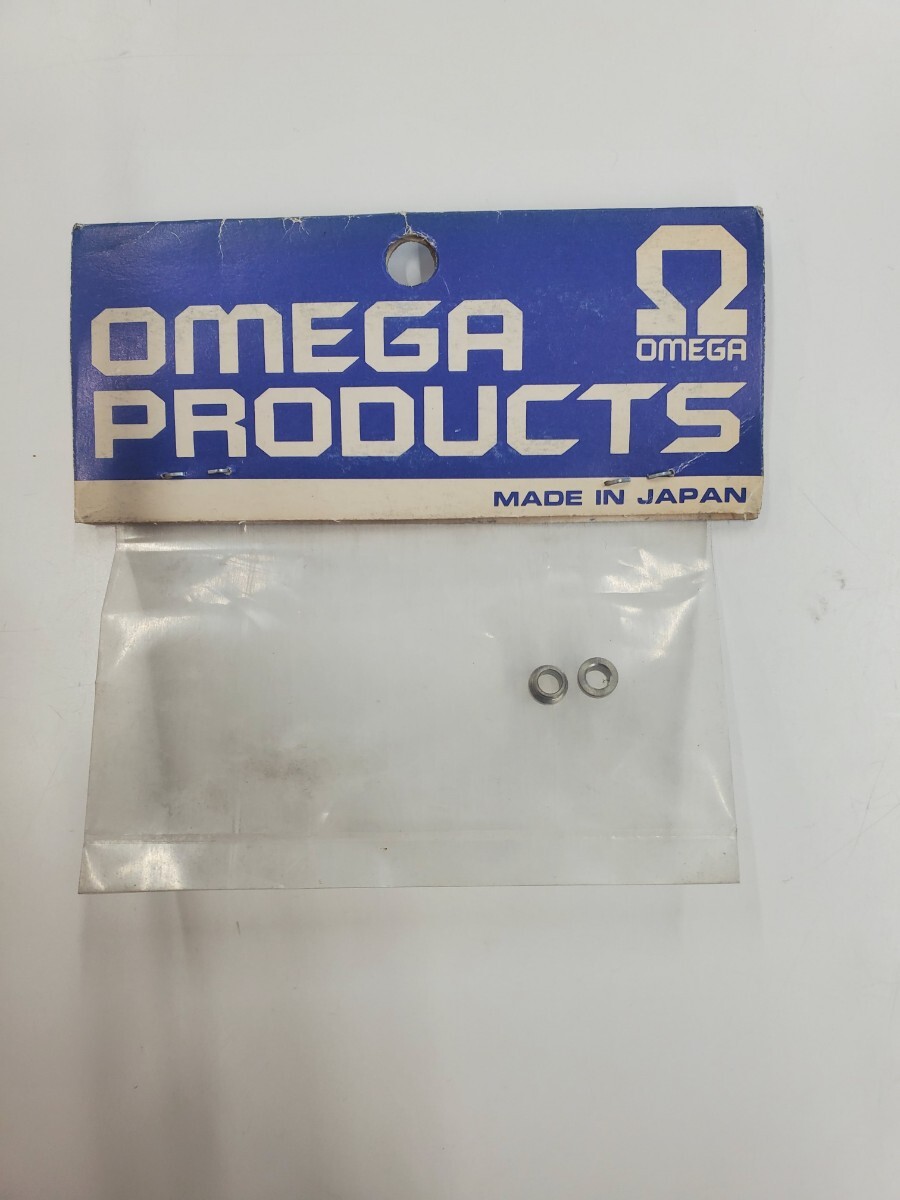 Ω
OMEGA
OMEGA
PRODUCTS
MADE IN JAPAN